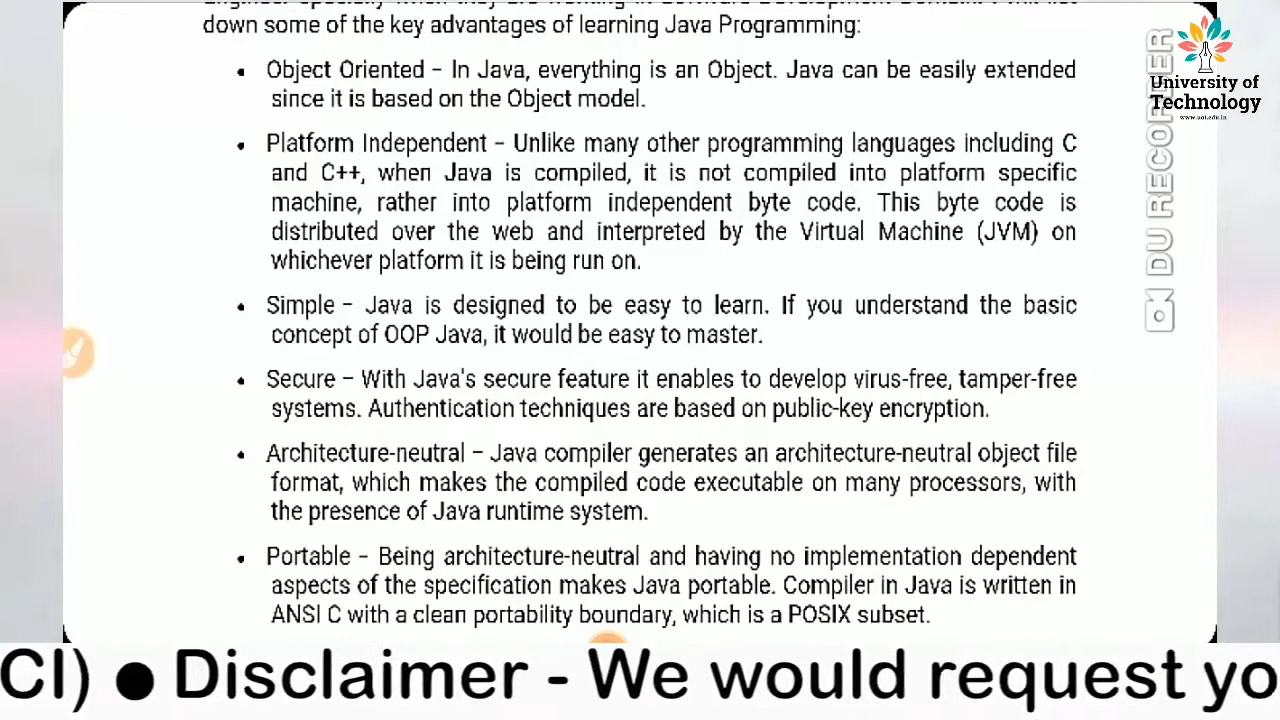 down some of the key advantages of learning Java Programming:
• Object Oriented – In Java, everything is an Object. Java can be easily extended
since it is based on the Object model.
• Platform Independent – Unlike many other programming languages including C
and C++, when Java is compiled, it is not compiled into platform specific
machine, rather into platform independent byte code. This byte code is
distributed over the web and interpreted by the Virtual Machine (JVM) on
whichever platform it is being run on.
• Simple – Java is designed to be easy to learn. If you understand the basic
concept of OOP Java, it would be easy to master.
• Secure – With Java's secure feature it enables to develop virus-free, tamper-free
systems. Authentication techniques are based on public-key encryption.
• Architecture-neutral – Java compiler generates an architecture-neutral object file
format, which makes the compiled code executable on many processors, with
the presence of Java runtime system.
• Portable – Being architecture-neutral and having no implementation dependent
aspects of the specification makes Java portable. Compiler in Java is written in
ANSI C with a clean portability boundary, which is a POSIX subset.
DU RECORDER
University of
Technology
www.uot.edu.in
CI) ● Disclaimer - We would request yo